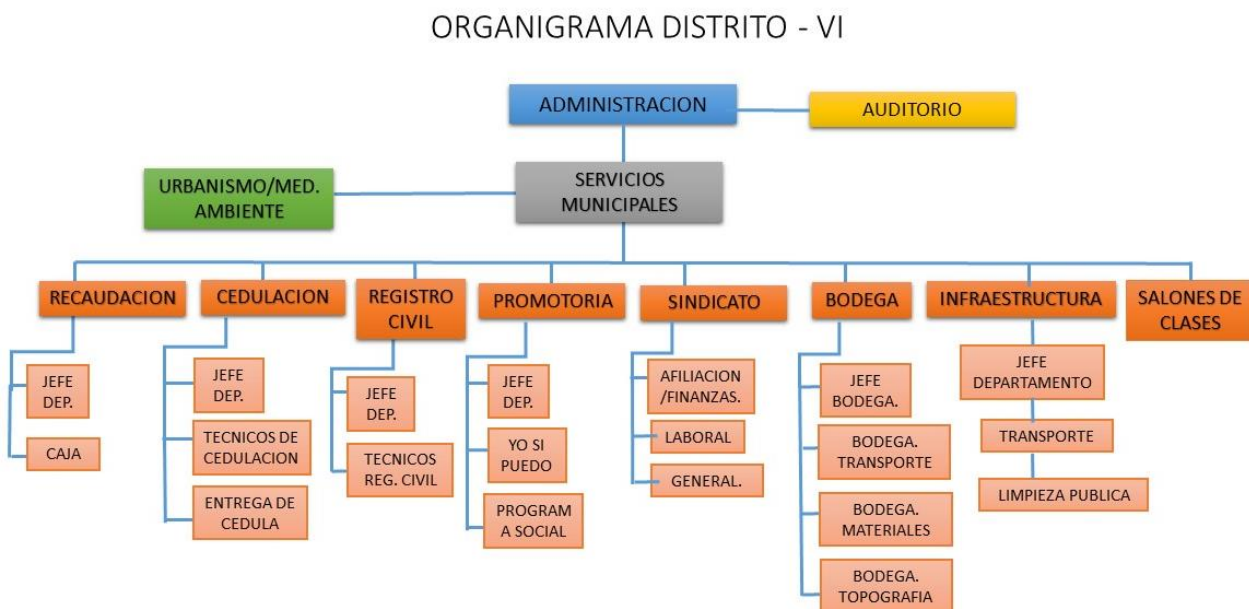 ORGANIGRAMA DISTRITO - VI
ADMINISTRACION
AUDITORIO
URBANISMO/MED.
AMBIENTE
SERVICIOS
MUNICIPALES
RECAUDACION
JEFE
DEP.
CAJA
CEDULACION
JEFE
DEP.
TECNICOS DE
CEDULACION
ENTREGA DE
CEDULA
REGISTRO
CIVIL
JEFE
DEP.
TECNICOS
REG. CIVIL
PROMOTORIA
JEFE
DEP.
YO SI
PUEDO
PROGRAM
A SOCIAL
SINDICATO
AFILIACION
/FINANZAS.
LABORAL
GENERAL.
BODEGA
JEFE
BODEGA.
BODEGA.
TRANSPORTE
BODEGA.
MATERIALES
BODEGA.
TOPOGRAFIA
INFRAESTRUCTURA
JEFE
DEPARTAMENTO
TRANSPORTE
LIMPIEZA PUBLICA
SALONES DE
CLASES